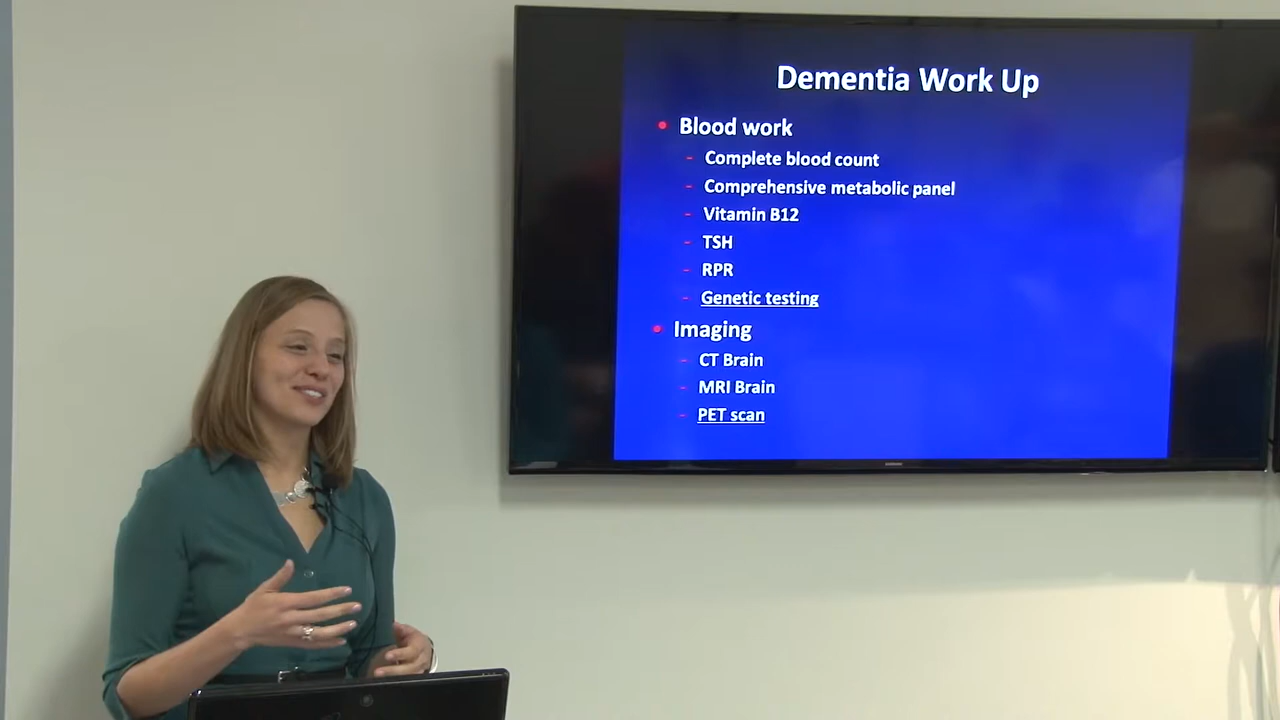 Dementia Work Up
• Blood work
- Complete blood count
- Comprehensive metabolic panel
- Vitamin B12
- TSH
- RPR
- Genetic testing
• Imaging
- CT Brain
- MRI Brain
- PET scan